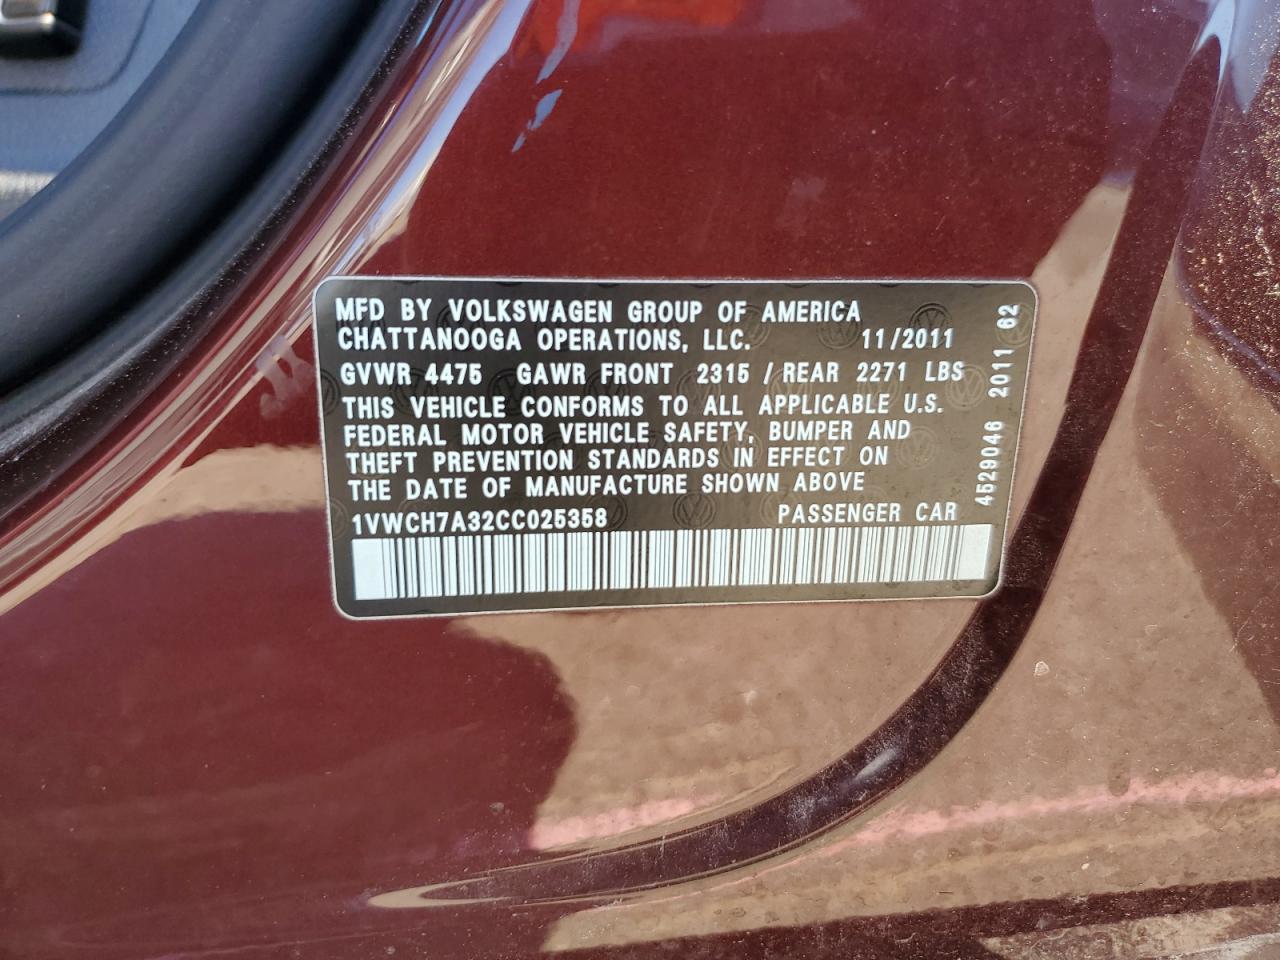 MFD BY VOLKSWAGEN GROUP OF AMERICA
CHATTANOOGA OPERATIONS, LLC. 11/2011
GVWR 4475 GAWR FRONT 2315 / REAR 2271 LBS
THIS VEHICLE CONFORMS TO ALL APPLICABLE U.S.
FEDERAL MOTOR VEHICLE SAFETY, BUMPER AND
THEFT PREVENTION STANDARDS IN EFFECT ON
THE DATE OF MANUFACTURE SHOWN ABOVE
1VWCH7A32CC025358 PASSENGER CAR
4529046 2011 62